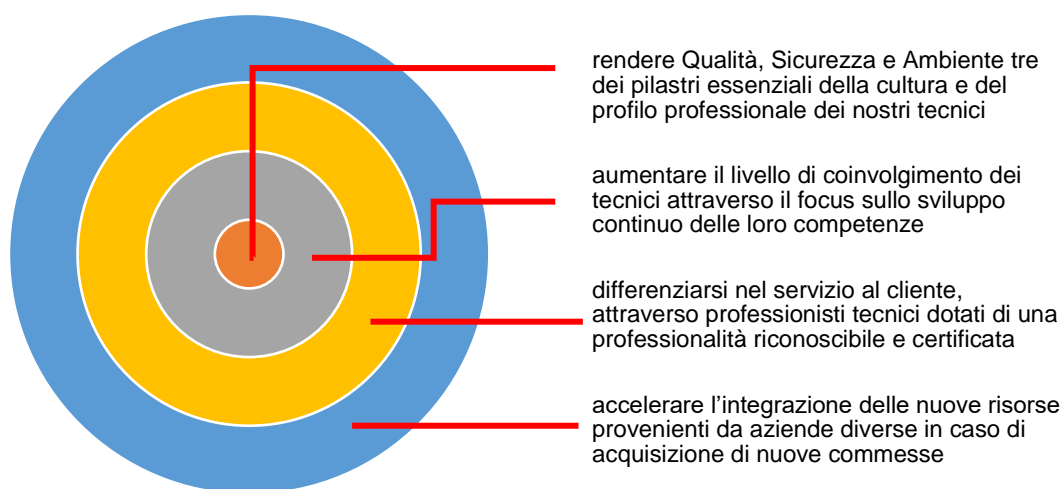 rendere Qualità, Sicurezza e Ambiente tre
dei pilastri essenziali della cultura e del
profilo professionale dei nostri tecnici
aumentare il livello di coinvolgimento dei
tecnici attraverso il focus sullo sviluppo
continuo delle loro competenze
differenziarsi nel servizio al cliente,
attraverso professionisti tecnici dotati di una
professionalità riconoscibile e certificata
accelerare l’integrazione delle nuove risorse
provenienti da aziende diverse in caso di
acquisizione di nuove commesse